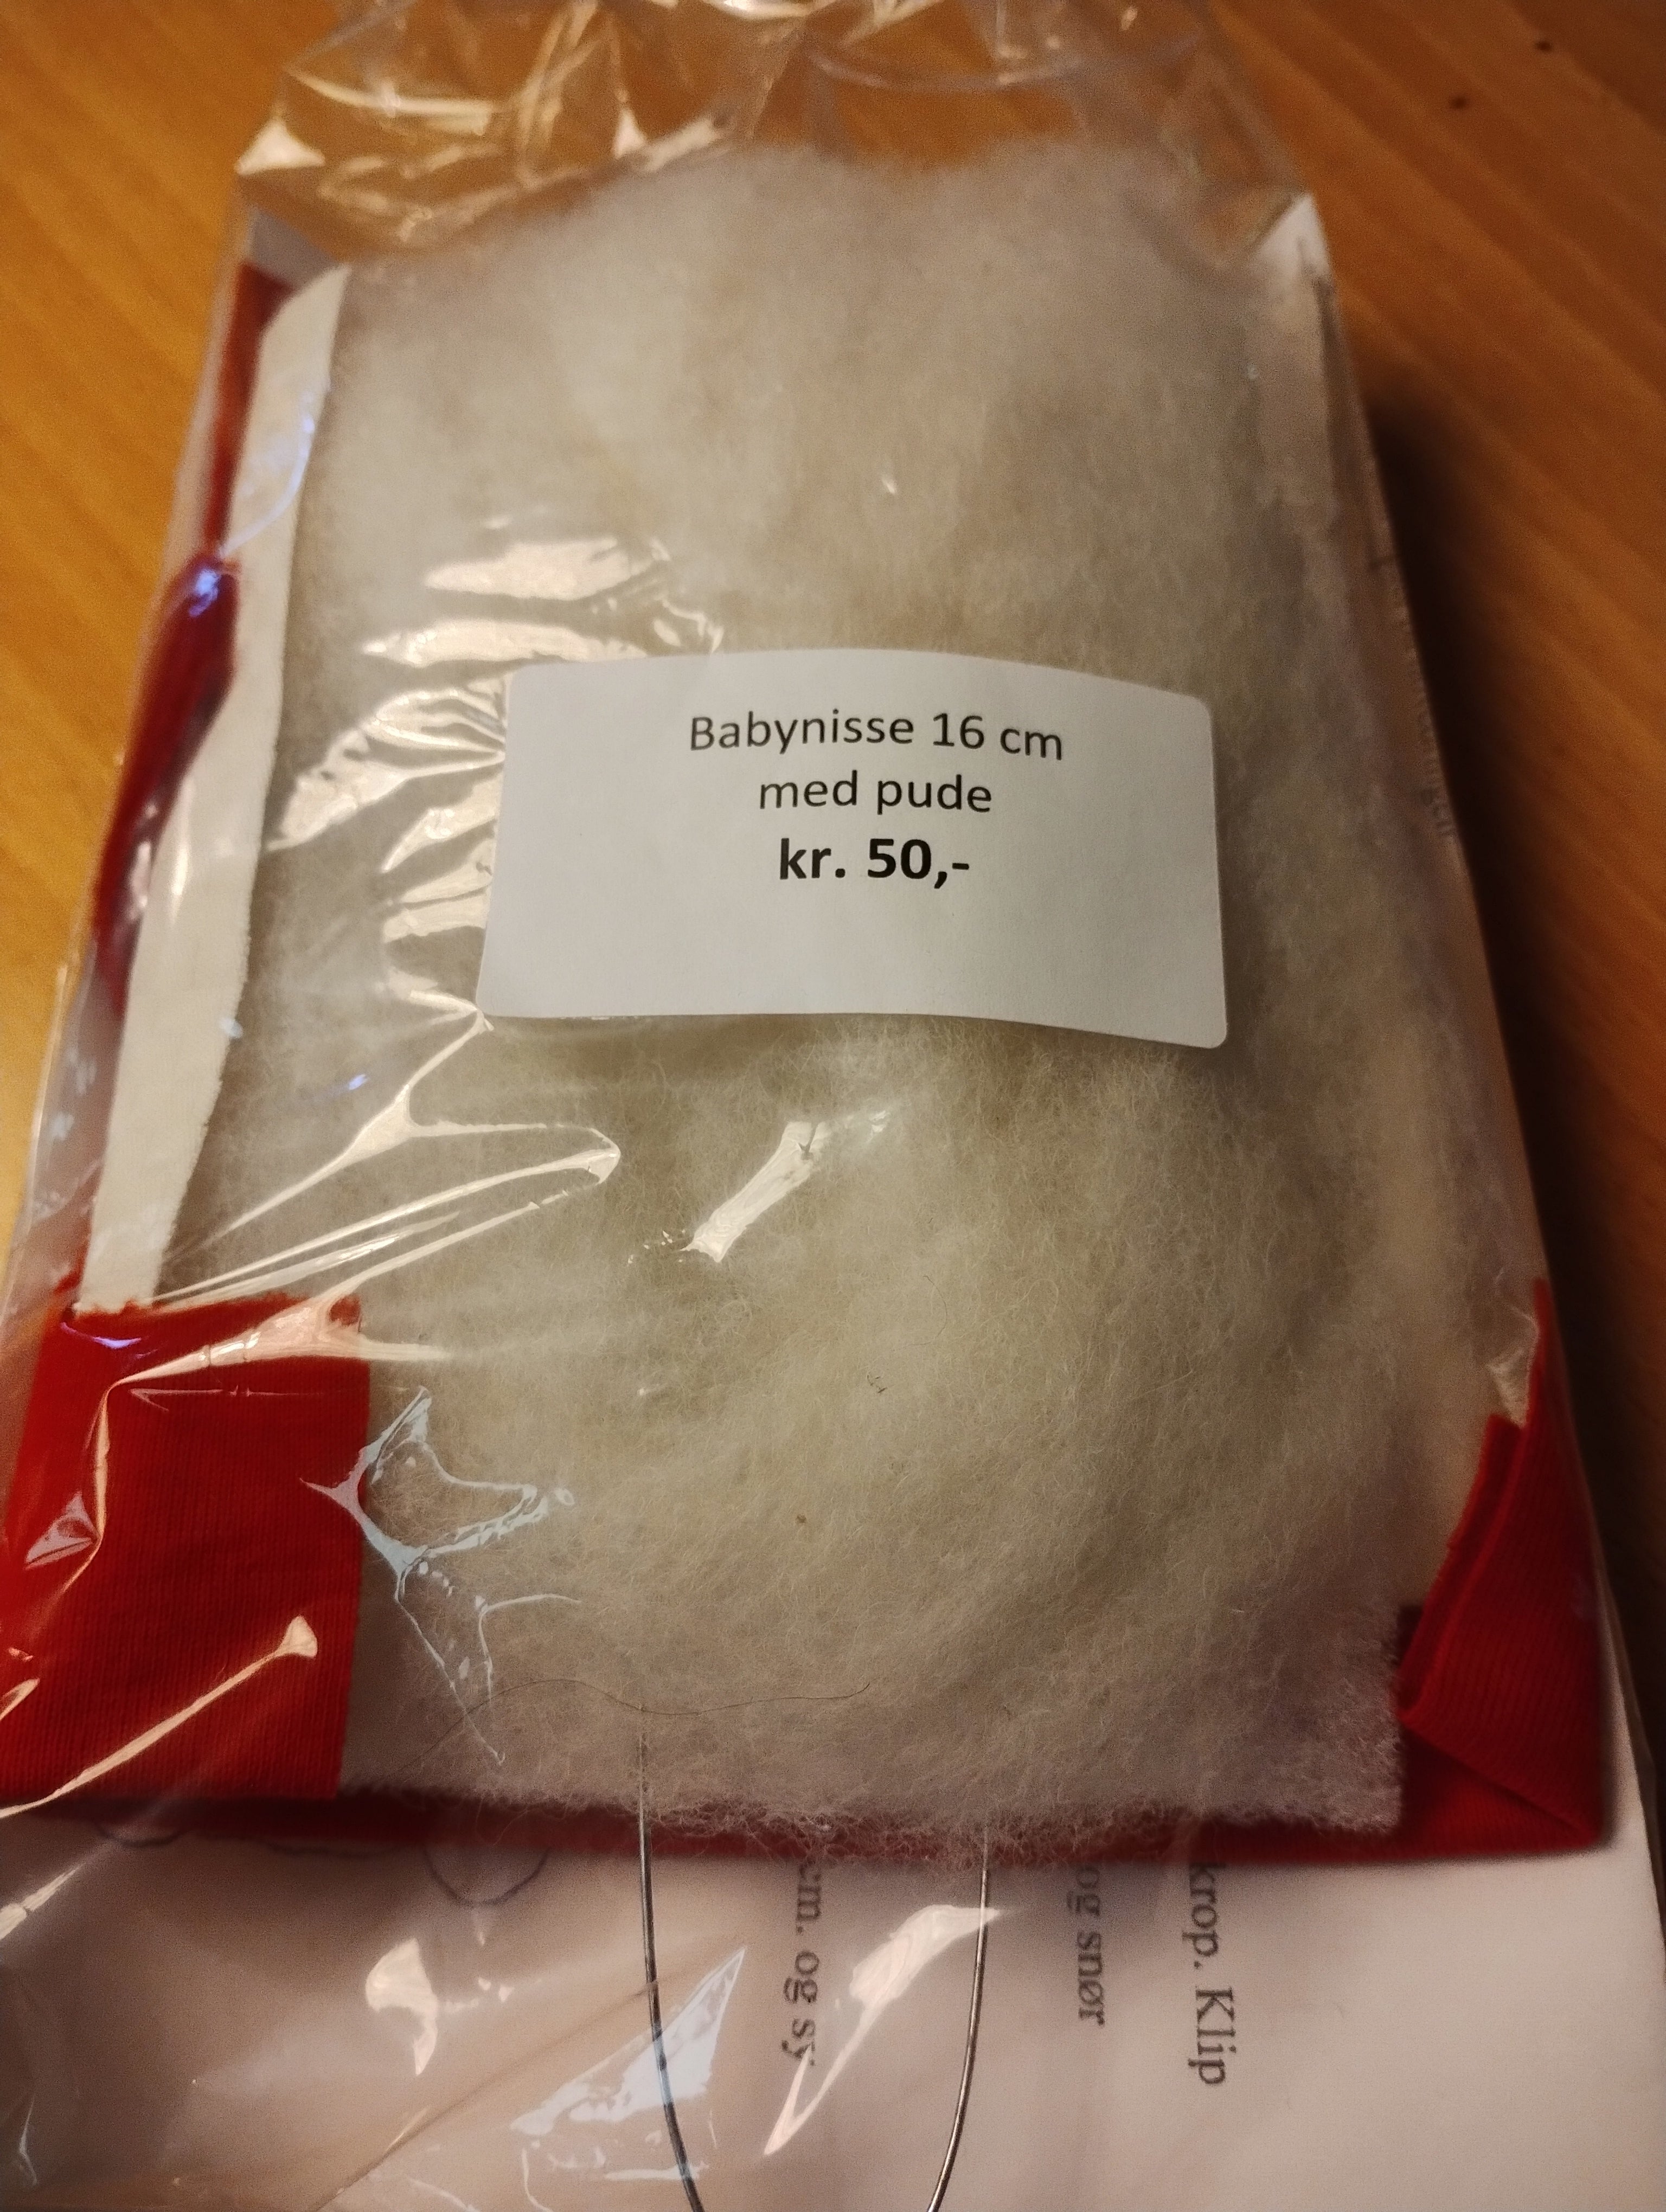 Babynisse 16 cm
med pude
kr. 50,-
krop. Klip
og snør
cm. og sy